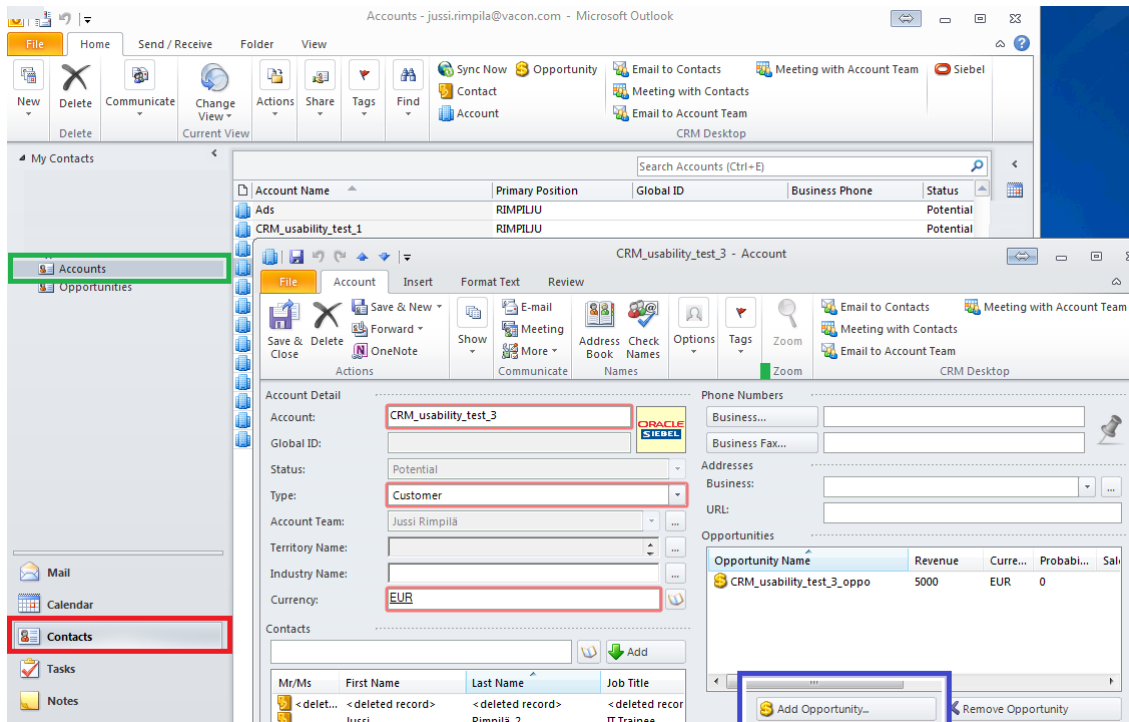 Accounts - jussi.rimpila@vacon.com - Microsoft Outlook
File Home Send / Receive Folder View
New Delete Communicate Change View Actions Share Tags Find
Sync Now Opportunity Email to Contacts Meeting with Account Team Siebel
Contact Meeting with Contacts
Account Email to Account Team
Delete Current View CRM Desktop
My Contacts
Accounts
Opportunities
Mail
Calendar
Contacts
Tasks
Notes
Search Accounts (Ctrl+E)
Account Name Primary Position Global ID Business Phone Status
Ads RIMPILJU Potential
CRM_usability_test_1 RIMPILJU Potential
CRM_usability_test_3 - Account
File Account Insert Format Text Review
Save & Close Delete Save & New Forward OneNote
Show E-mail Meeting More
Address Book Check Names Options Tags Zoom
Email to Contacts Meeting with Account Team
Meeting with Contacts
Email to Account Team
Actions Communicate Names Zoom CRM Desktop
Account Detail
Account: CRM_usability_test_3
ORACLE
SIEBEL
Global ID:
Status: Potential
Type: Customer
Account Team: Jussi Rimpilä ...
Territory Name: ...
Industry Name: ...
Currency: EUR
Contacts
Add
Mr/Ms First Name Last Name Job Title
<delet... <deleted record> <deleted record> <deleted recor
Jussi Rimpilä_2 IT Trainee
Phone Numbers
Business...
Business Fax...
Addresses
Business: ...
URL:
Opportunities
Opportunity Name Revenue Curre... Probabi... Sal
CRM_usability_test_3_oppo 5000 EUR 0
Add Opportunity... Remove Opportunity